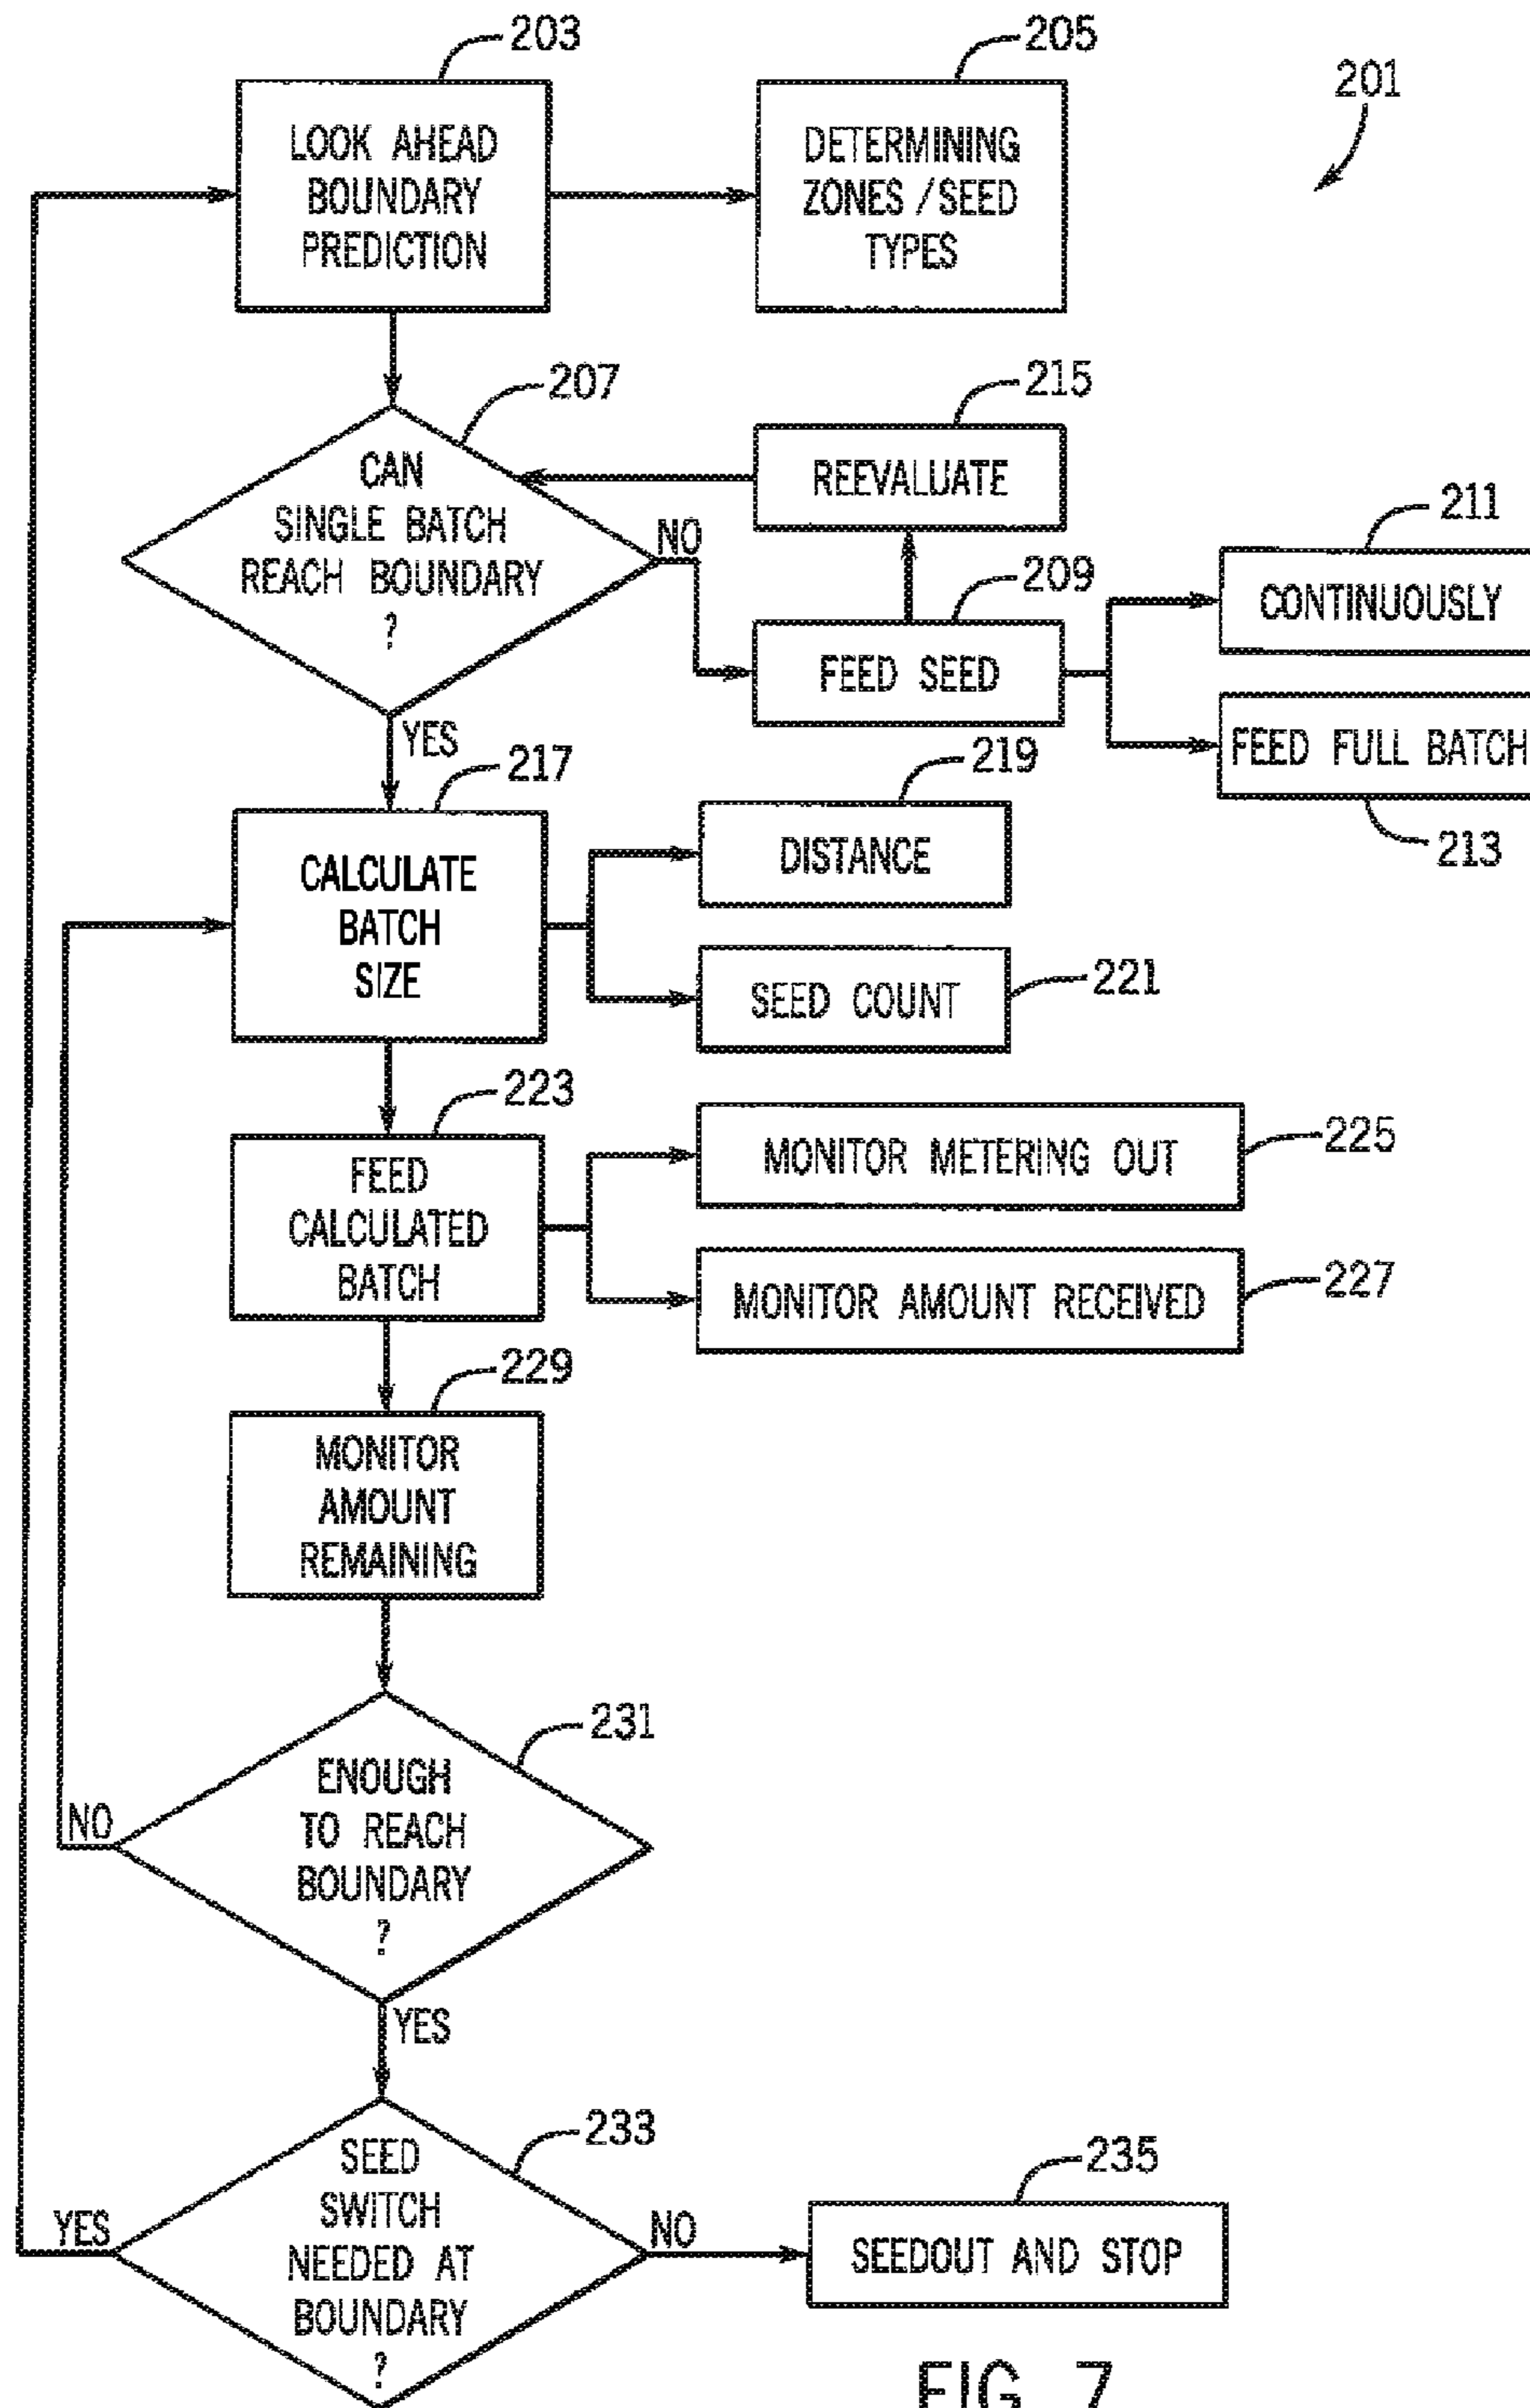 203
205
201
LOOK AHEAD
BOUNDARY
PREDICTION
DETERMINING
ZONES /SEED
TYPES
207
215
CAN
SINGLE BATCH
REACH BOUNDARY
?
REEVALUATE
NO
211
209
CONTINUOUSLY
FEED SEED
YES
FEED FULL BATCH
213
217
219
CALCULATE
BATCH
SIZE
DISTANCE
SEED COUNT
221
223
FEED
CALCULATED
BATCH
MONITOR METERING OUT
225
MONITOR AMOUNT RECEIVED
227
229
MONITOR
AMOUNT
REMAINING
231
ENOUGH
TO REACH
BOUNDARY
?
NO
YES
233
SEED
SWITCH
NEEDED AT
BOUNDARY
?
YES
NO
235
SEEDOUT AND STOP
FIG. 7